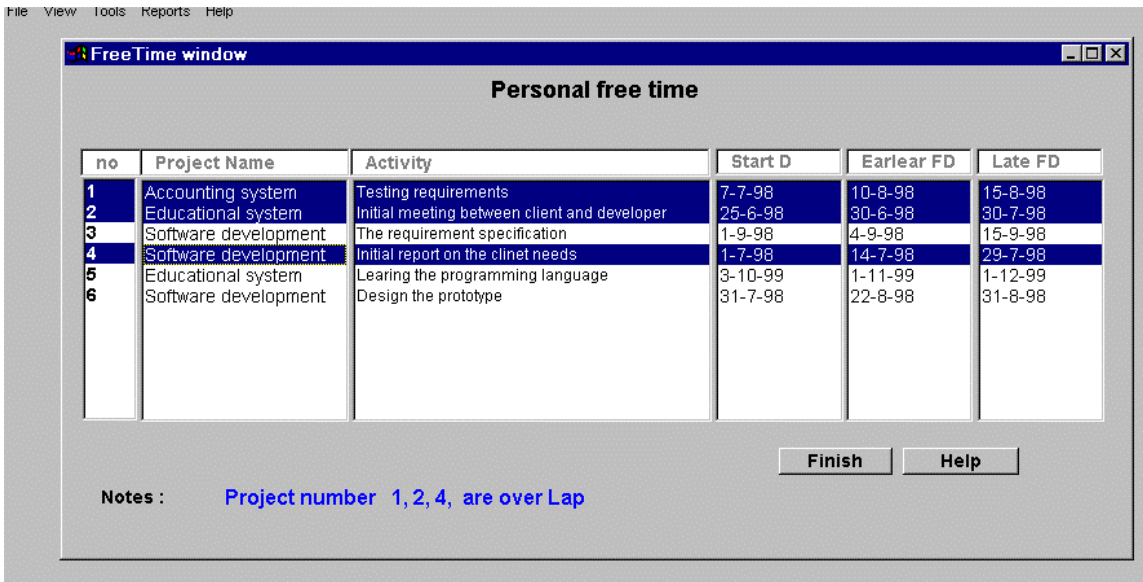 File View Tools Reports Help
FreeTime window
Personal free time
no Project Name Activity Start D Earlear FD Late FD
1 Accounting system Testing requirements 7-7-98 10-8-98 15-8-98
2 Educational system Initial meeting between client and developer 25-6-98 30-6-98 30-7-98
3 Software development The requirement specification 1-9-98 4-9-98 15-9-98
4 Software development Initial report on the clinet needs 1-7-98 14-7-98 29-7-98
5 Educational system Learing the programming language 3-10-99 1-11-99 1-12-99
6 Software development Design the prototype 31-7-98 22-8-98 31-8-98
Finish Help
Notes : Project number 1, 2, 4, are over Lap